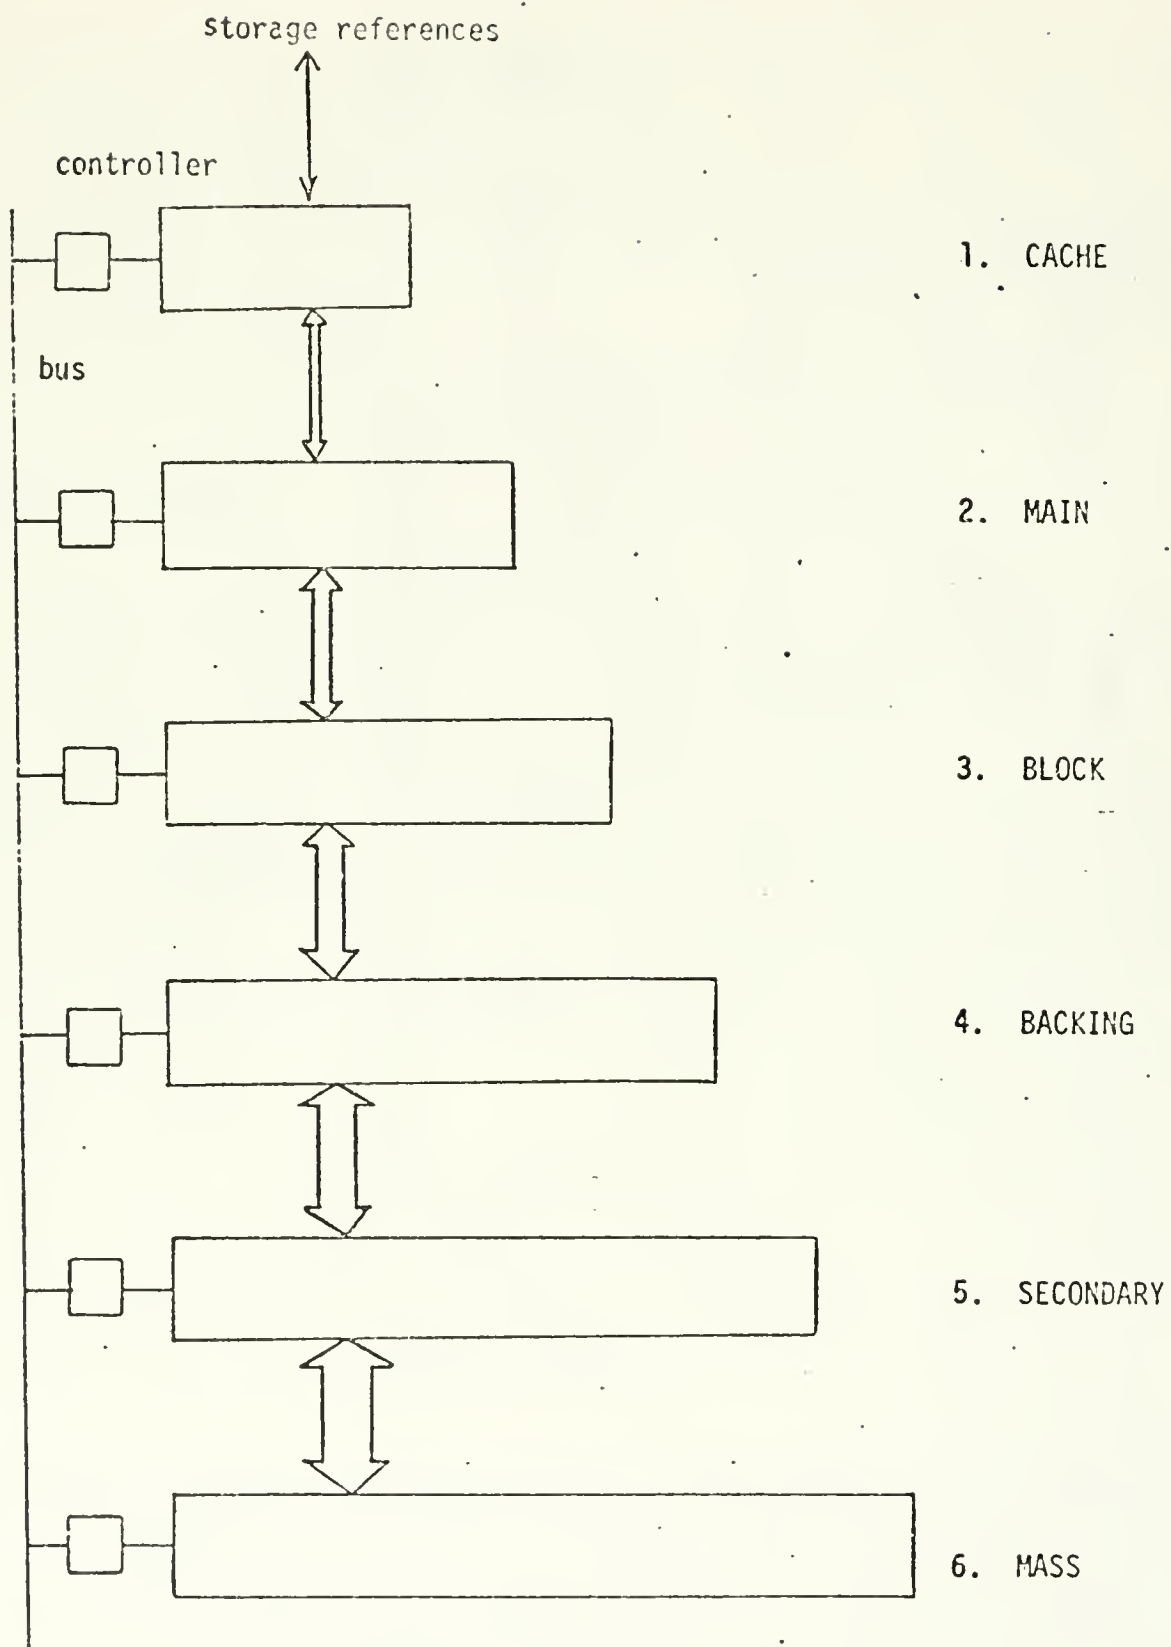 storage references
controller
1. CACHE
bus
2. MAIN
3. BLOCK
4. BACKING
5. SECONDARY
6. MASS